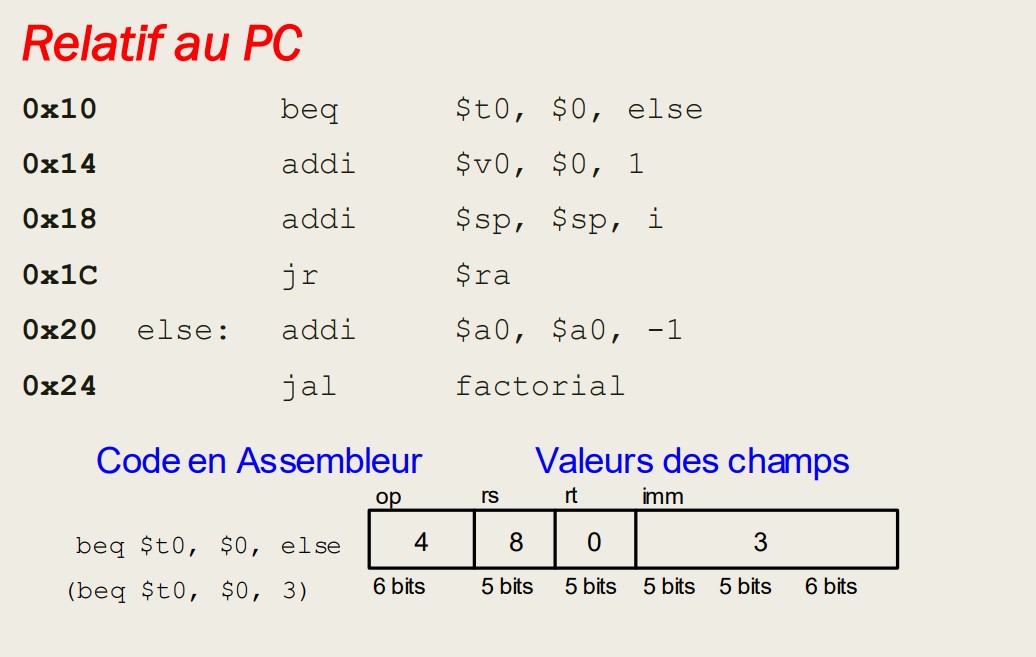 Relatif au PC
0x10 beq $t0, $0, else
0x14 addi $v0, $0, 1
0x18 addi $sp, $sp, i
0x1C jr $ra
0x20 else: addi $a0, $a0, -1
0x24 jal factorial
Code en Assembleur Valeurs des champs
op rs rt imm
beq $t0, $0, else 4 8 0 3
(beq $t0, $0, 3) 6 bits 5 bits 5 bits 5 bits 5 bits 6 bits